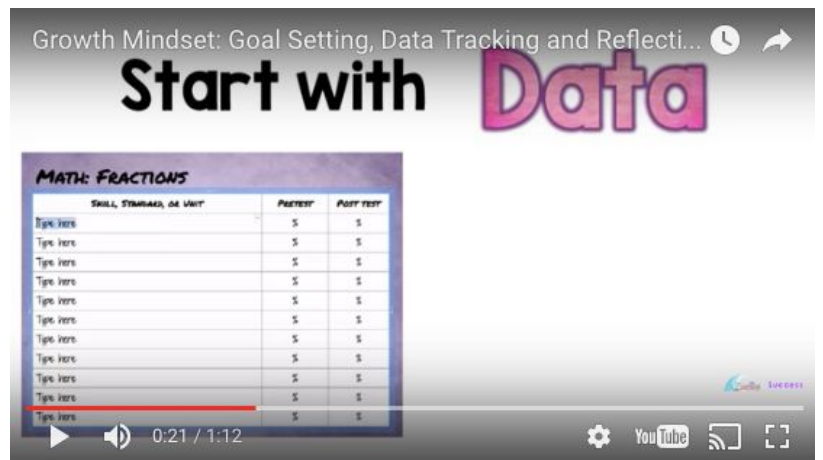 Growth Mindset: Goal Setting, Data Tracking and Reflecti...
Start with Data
MATH: FRACTIONS
SKILL, STANDARD, OR UNIT PRETEST POST TEST
Type here % %
Type here % %
Type here % %
Type here % %
Type here % %
Type here % %
Type here % %
Type here % %
Type here % %
Type here % %
Type here % %
Success
0:21 / 1:12
YouTube